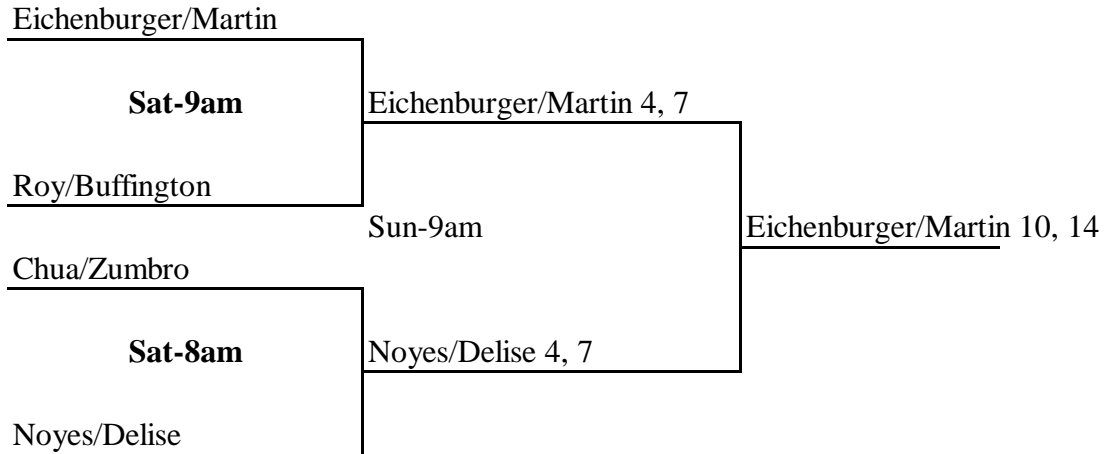 Eichenburger/Martin
Sat-9am
Eichenburger/Martin 4, 7
Roy/Buffington
Sun-9am
Eichenburger/Martin 10, 14
Chua/Zumbro
Sat-8am
Noyes/Delise 4, 7
Noyes/Delise